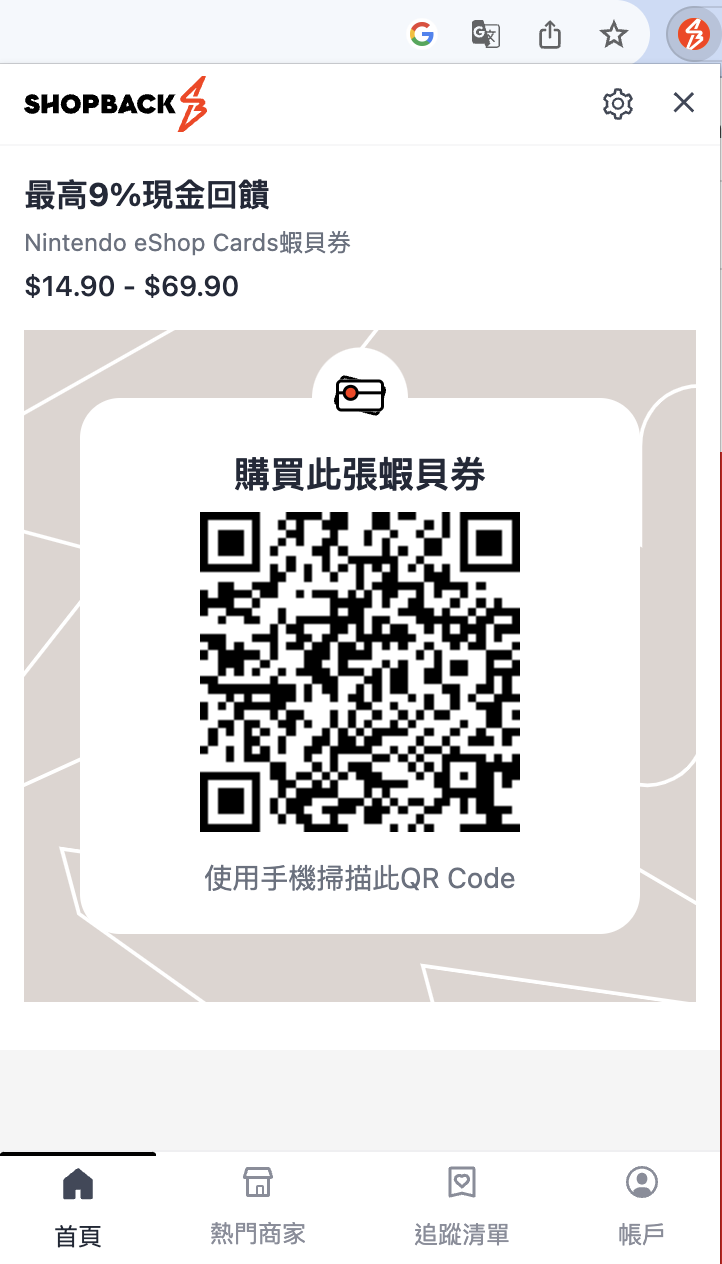 SHOPBACK
最高9%現金回饋
Nintendo eShop Cards蝦貝券
$14.90 - $69.90
購買此張蝦貝券
使用手機掃描此QR Code
首頁
熱門商家
追蹤清單
帳戶